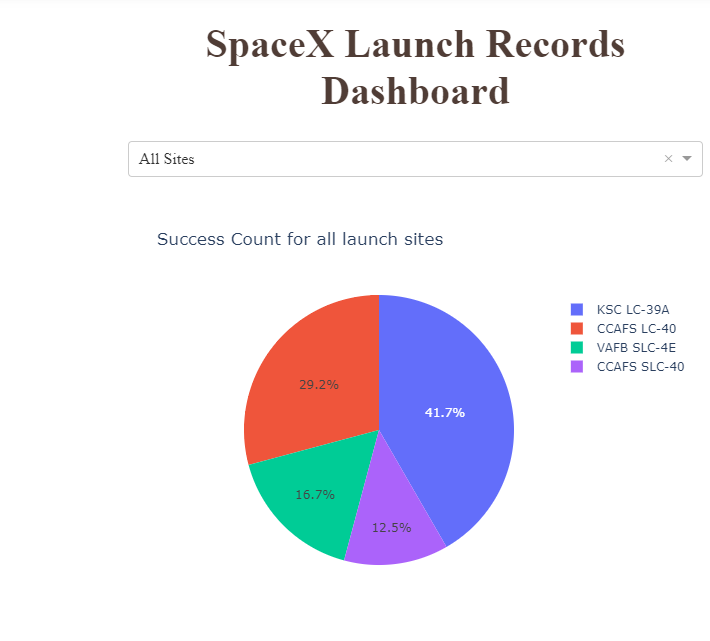 SpaceX Launch Records
Dashboard
All Sites × 
Success Count for all launch sites
KSC LC-39A
CCAFS LC-40
VAFB SLC-4E
CCAFS SLC-40
29.2%
41.7%
16.7%
12.5%